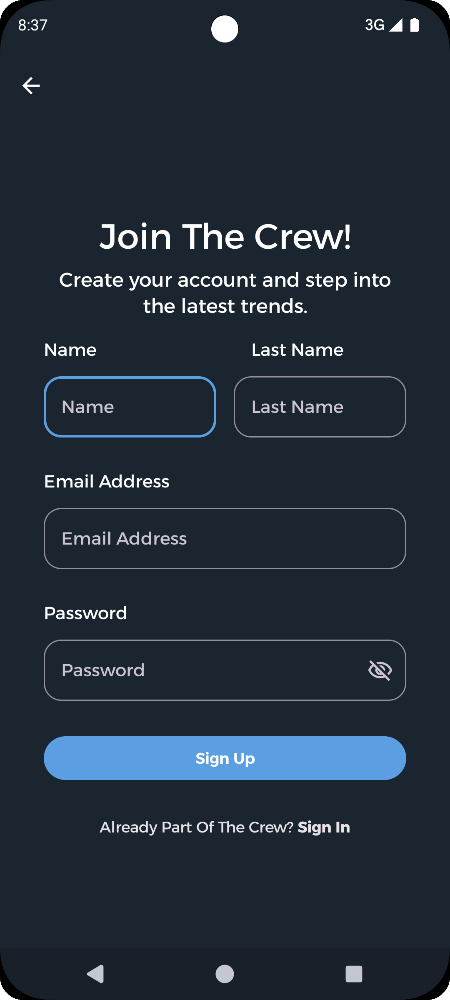 8:37
3G
Join The Crew!
Create your account and step into
the latest trends.
Name
Last Name
Name
Last Name
Email Address
Email Address
Password
Password
Sign Up
Already Part Of The Crew? Sign In